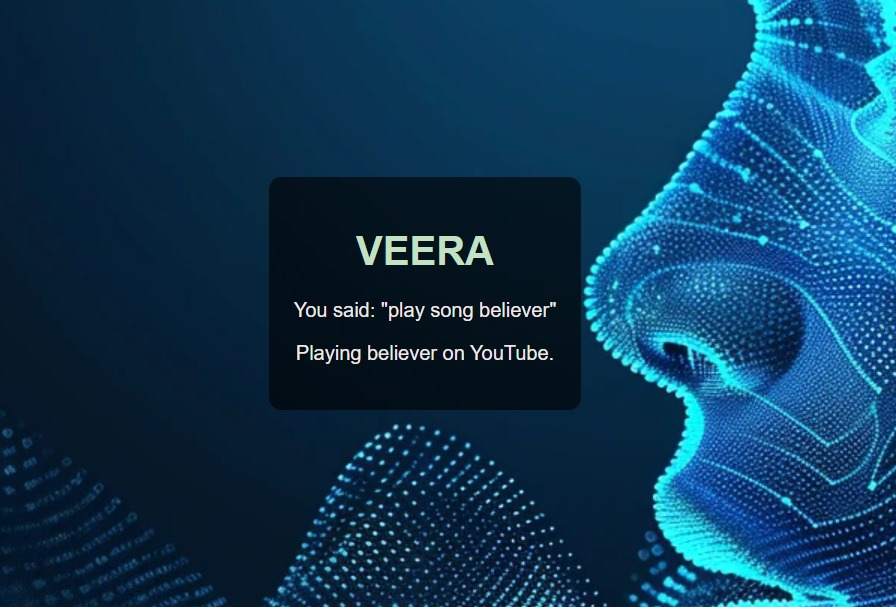 VEERA
You said: "play song believer"
Playing believer on YouTube.